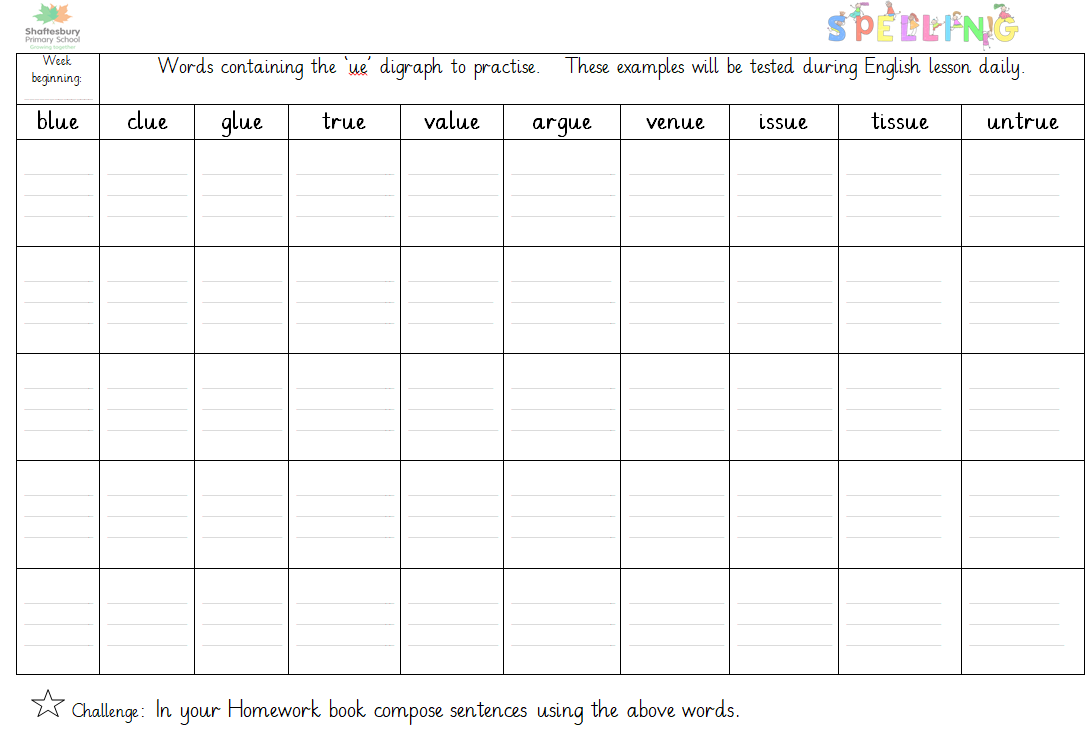 Shaftesbury
Primary School
Growing together
SPELLING
Week
beginning:
Words containing the ‘ue’ digraph to practise. These examples will be tested during English lesson daily.
blue clue glue true value argue venue issue tissue untrue
Challenge: In your Homework book compose sentences using the above words.